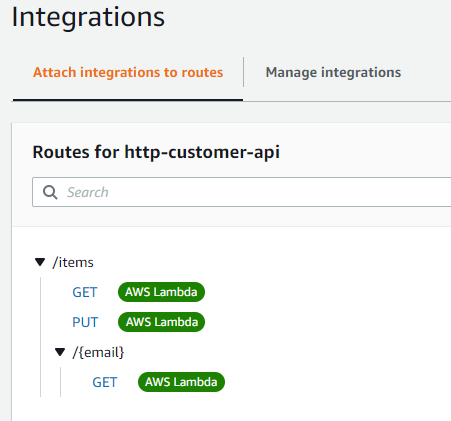 Integrations
Attach integrations to routes Manage integrations
Routes for http-customer-api
Search
/items
GET AWS Lambda
PUT AWS Lambda
/{email}
GET AWS Lambda